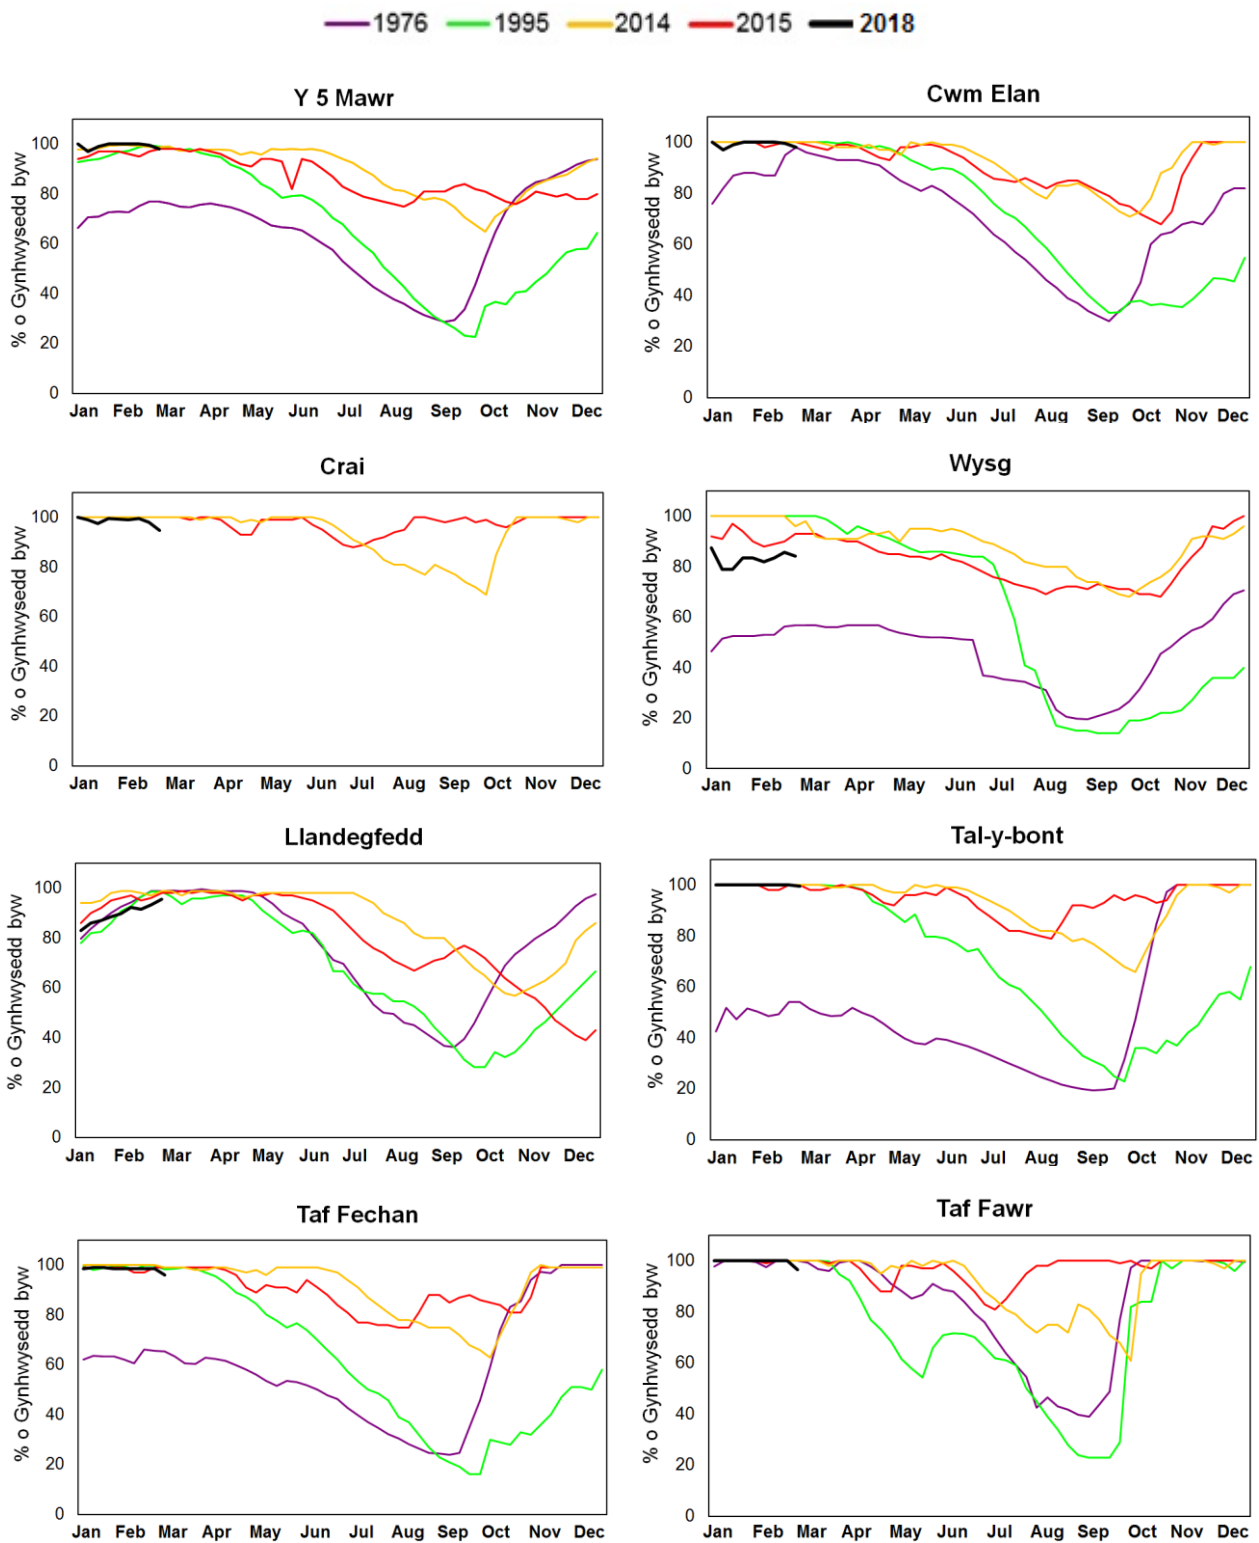 1976 1995 2014 2015 2018
Y 5 Mawr
% o Gynhwysedd byw
100
80
60
40
20
0
Jan Feb Mar Apr May Jun Jul Aug Sep Oct Nov Dec
Cwm Elan
% o Gynhwysedd byw
100
80
60
40
20
0
Jan Feb Mar Apr May Jun Jul Aug Sep Oct Nov Dec
Crai
% o Gynhwysedd byw
100
80
60
40
20
0
Jan Feb Mar Apr May Jun Jul Aug Sep Oct Nov Dec
Wysg
% o Gynhwysedd byw
100
80
60
40
20
0
Jan Feb Mar Apr May Jun Jul Aug Sep Oct Nov Dec
Llandegfedd
% o Gynhwysedd byw
100
80
60
40
20
0
Jan Feb Mar Apr May Jun Jul Aug Sep Oct Nov Dec
Tal-y-bont
% o Gynhwysedd byw
100
80
60
40
20
0
Jan Feb Mar Apr May Jun Jul Aug Sep Oct Nov Dec
Taf Fechan
% o Gynhwysedd byw
100
80
60
40
20
0
Jan Feb Mar Apr May Jun Jul Aug Sep Oct Nov Dec
Taf Fawr
% o Gynhwysedd byw
100
80
60
40
20
0
Jan Feb Mar Apr May Jun Jul Aug Sep Oct Nov Dec